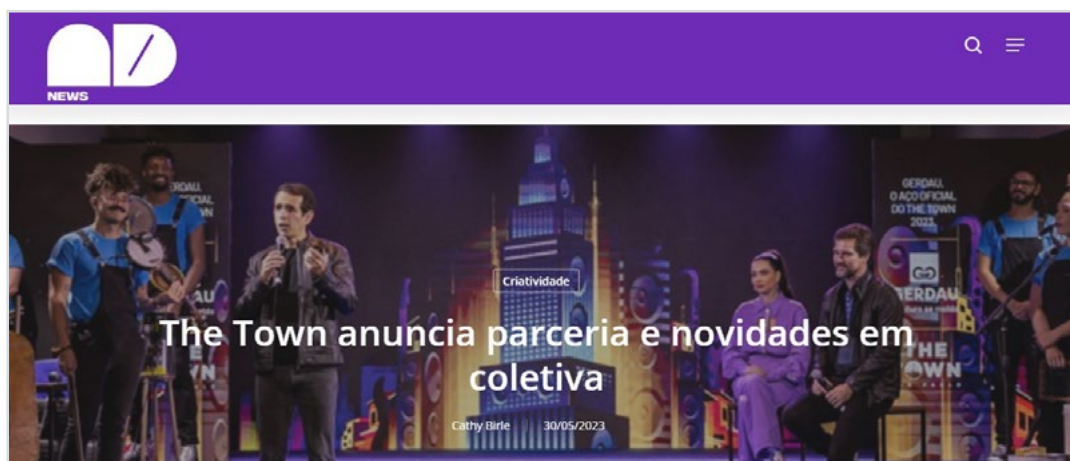 NEWS
GERDAU,
O AÇO OFICIAL
DO THE TOWN
2023.
GERDAU
Criatividade
The Town anuncia parceria e novidades em
coletiva
THE
TOWN
Cathy Birle
30/05/2023